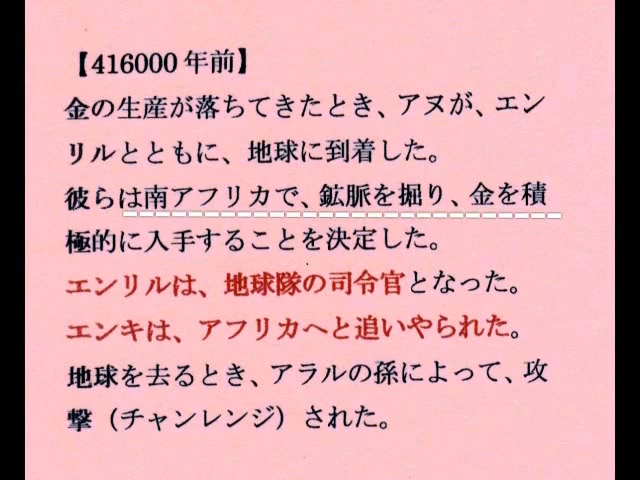 【416000 年前】
金の生産が落ちてきたとき、アヌが、エン
リルとともに、地球に到着した。
彼らは南アフリカで、鉱脈を掘り、金を積
極的に入手することを決定した。
エンリルは、地球隊の司令官となった。
エンキは、アフリカへと追いやられた。
地球を去るとき、アラルの孫によって、攻
撃（チャンレンジ）された。